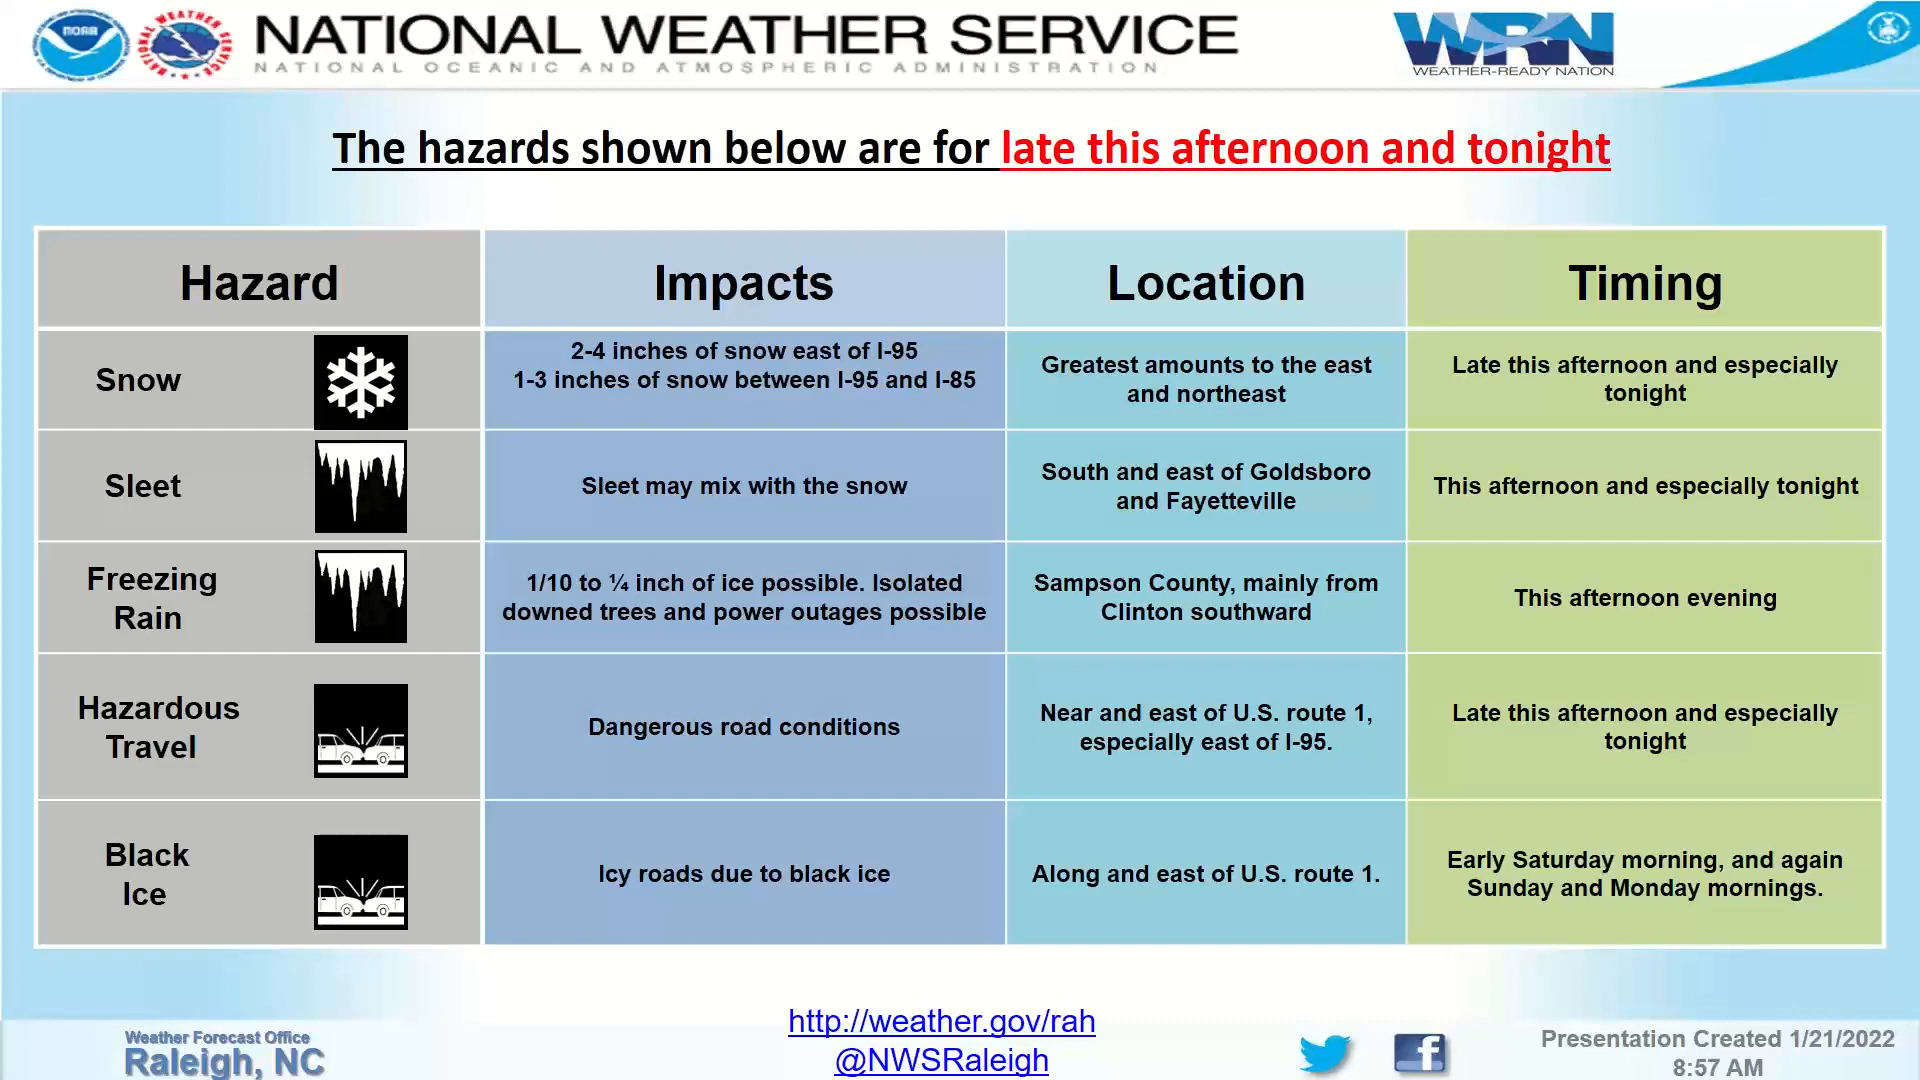 NATIONAL WEATHER SERVICE
NATIONAL OCEANIC AND ATMOSPHERIC ADMINISTRATION
WRN
WEATHER-READY NATION
The hazards shown below are for late this afternoon and tonight
Hazard
Impacts
Location
Timing
Snow
2-4 inches of snow east of I-95
1-3 inches of snow between I-95 and I-85
Greatest amounts to the east
and northeast
Late this afternoon and especially
tonight
Sleet
Sleet may mix with the snow
South and east of Goldsboro
and Fayetteville
This afternoon and especially tonight
Freezing
Rain
1/10 to ¼ inch of ice possible. Isolated
downed trees and power outages possible
Sampson County, mainly from
Clinton southward
This afternoon evening
Hazardous
Travel
Dangerous road conditions
Near and east of U.S. route 1,
especially east of I-95.
Late this afternoon and especially
tonight
Black
Ice
Icy roads due to black ice
Along and east of U.S. route 1.
Early Saturday morning, and again
Sunday and Monday mornings.
Weather Forecast Office
Raleigh, NC
http://weather.gov/rah
@NWSRaleigh
Presentation Created 1/21/2022
8:57 AM